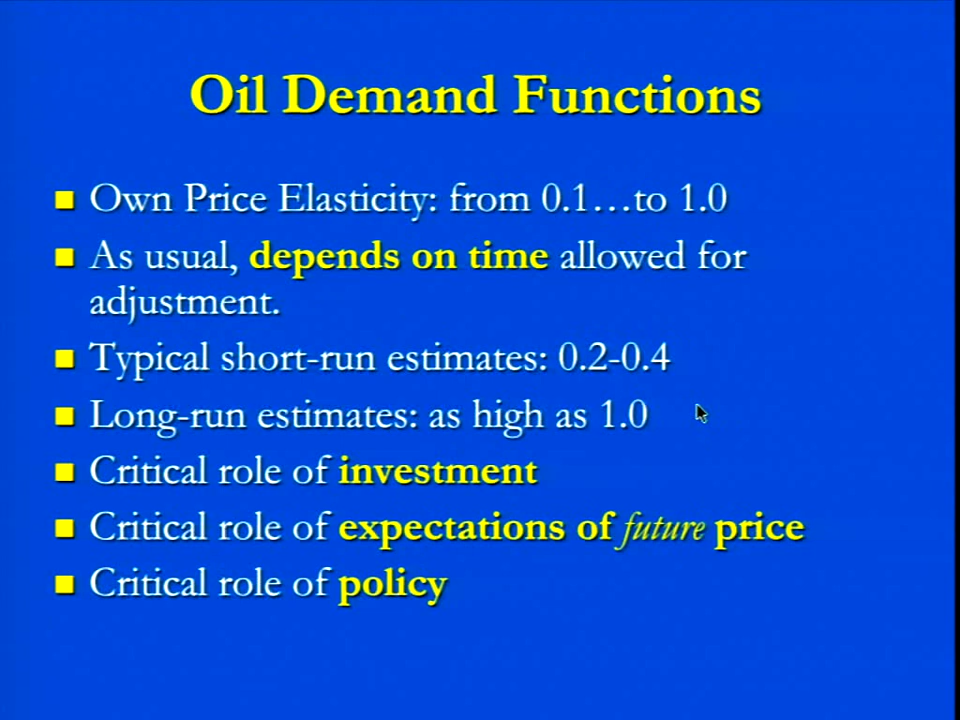 Oil Demand Functions
Own Price Elasticity: from 0.1…to 1.0
As usual, depends on time allowed for
adjustment.
Typical short-run estimates: 0.2-0.4
Long-run estimates: as high as 1.0
Critical role of investment
Critical role of expectations of future price
Critical role of policy